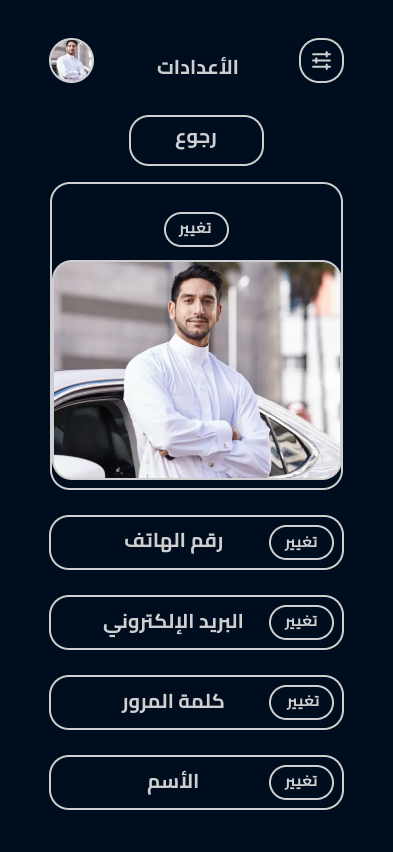 الأعدادات
رجوع
تغيير
تغيير رقم الهاتف
تغيير البريد الإلكتروني
تغيير كلمة المرور
تغيير الأسم